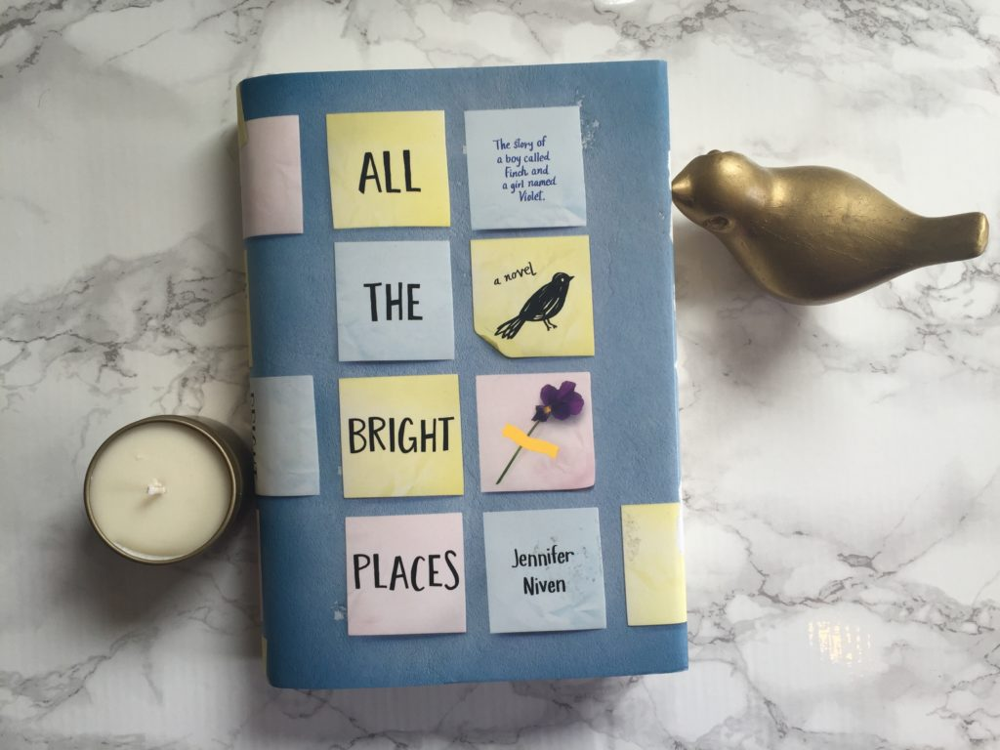 ALL
The story of
a boy called
Finch and
a girl named
Violet.
THE
a novel
BRIGHT
PLACES
Jennifer
Niven